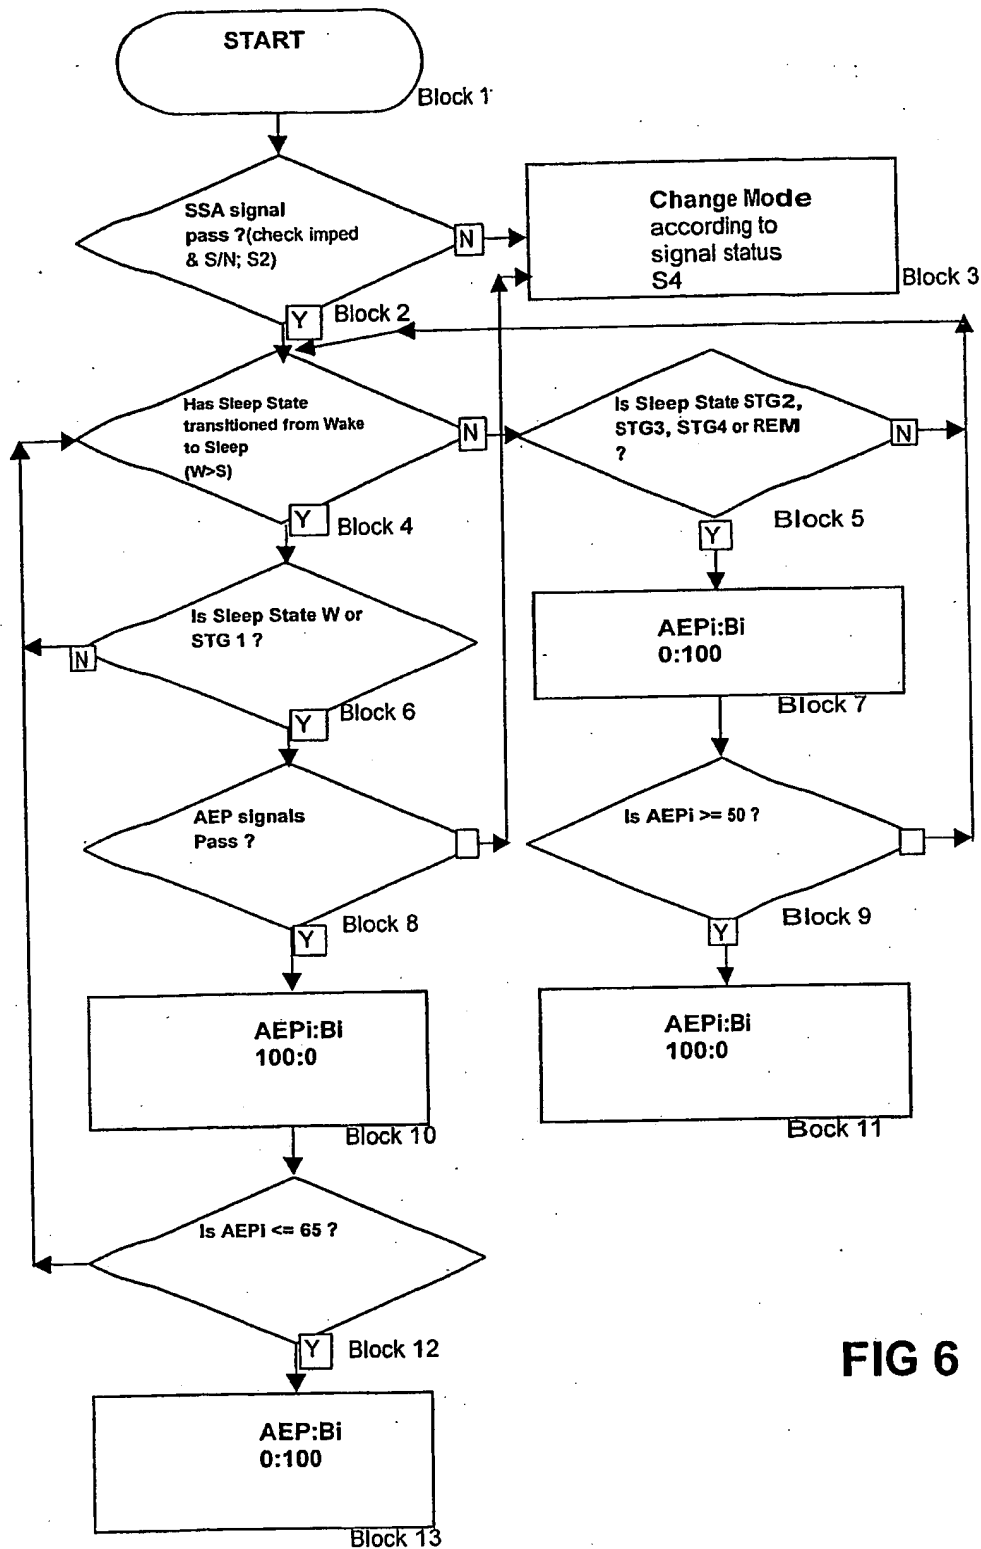 START
Block 1
SSA signal
pass ?(check imped
& S/N; S2)
N
Y
Block 2
Change Mode
according to
signal status
S4
Block 3
Has Sleep State
transitioned from Wake
to Sleep
(W>S)
N
Y
Block 4
Is Sleep State STG2,
STG3, STG4 or REM
?
N
Y
Block 5
Is Sleep State W or
STG 1 ?
N
Y
Block 6
AEPi:Bi
0:100
Block 7
AEP signals
Pass ?
Y
Block 8
Is AEPi >= 50 ?
Y
Block 9
AEPi:Bi
100:0
Block 10
AEPi:Bi
100:0
Bock 11
Is AEPi <= 65 ?
Y
Block 12
AEP:Bi
0:100
Block 13
FIG 6